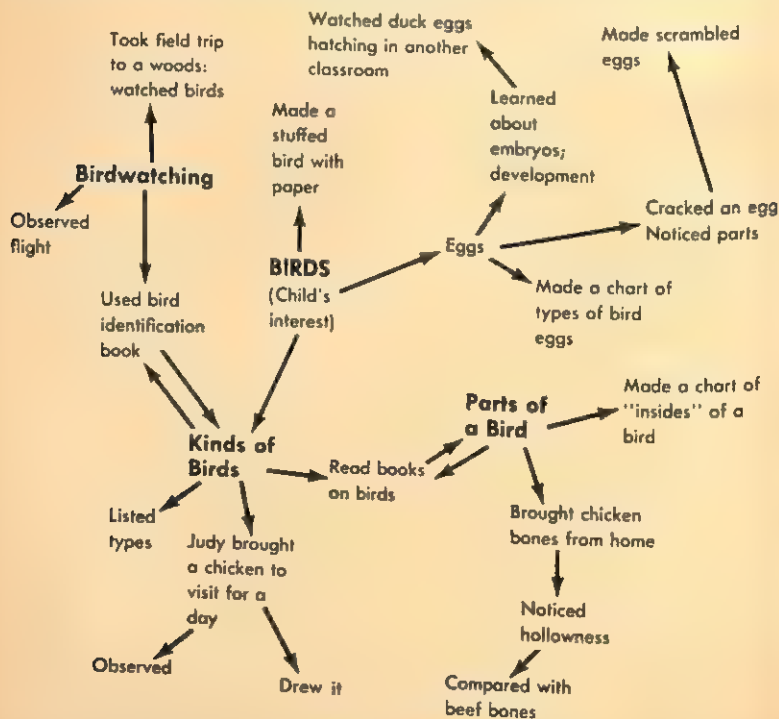 Watched duck eggs
hatching in another
classroom
Made scrambled
eggs
Took field trip
to a woods:
watched birds
Made a
stuffed
bird with
paper
Learned
about
embryos;
development
Birdwatching
Observed
flight
Cracked an egg
Noticed parts
Eggs
BIRDS
(Child's
interest)
Made a chart of
types of bird
eggs
Used bird
identification
book
Parts of
a Bird
Made a chart of
"insides" of a
bird
Kinds of
Birds
Read books
on birds
Listed
types
Judy brought
a chicken to
visit for a
day
Brought chicken
bones from home
Noticed
hollowness
Observed
Drew it
Compared with
beef bones